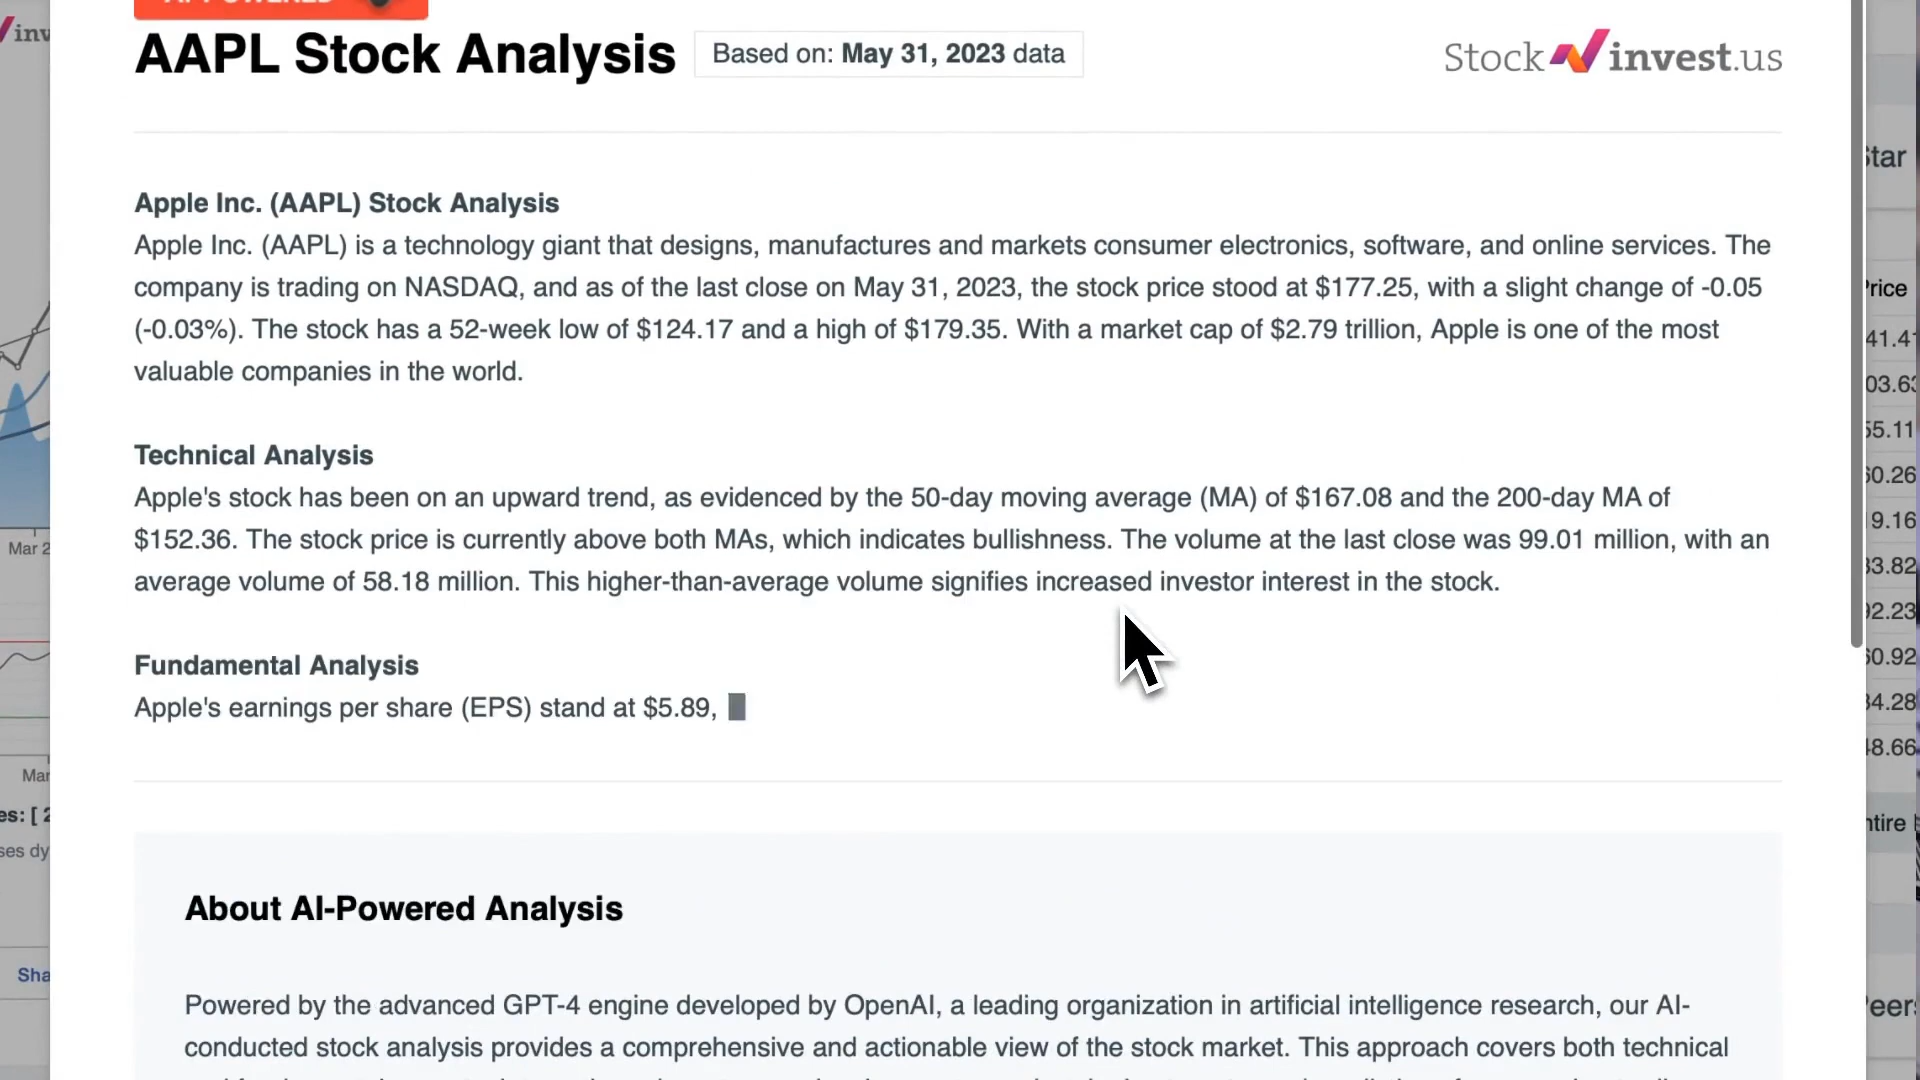 AAPL Stock Analysis
Based on: May 31, 2023 data
Stock invest.us
Apple Inc. (AAPL) Stock Analysis
Apple Inc. (AAPL) is a technology giant that designs, manufactures and markets consumer electronics, software, and online services. The
company is trading on NASDAQ, and as of the last close on May 31, 2023, the stock price stood at $177.25, with a slight change of -0.05
(-0.03%). The stock has a 52-week low of $124.17 and a high of $179.35. With a market cap of $2.79 trillion, Apple is one of the most
valuable companies in the world.
Technical Analysis
Apple's stock has been on an upward trend, as evidenced by the 50-day moving average (MA) of $167.08 and the 200-day MA of
$152.36. The stock price is currently above both MAs, which indicates bullishness. The volume at the last close was 99.01 million, with an
average volume of 58.18 million. This higher-than-average volume signifies increased investor interest in the stock.
Fundamental Analysis
Apple's earnings per share (EPS) stand at $5.89,
About AI-Powered Analysis
Powered by the advanced GPT-4 engine developed by OpenAI, a leading organization in artificial intelligence research, our AI-
conducted stock analysis provides a comprehensive and actionable view of the stock market. This approach covers both technical